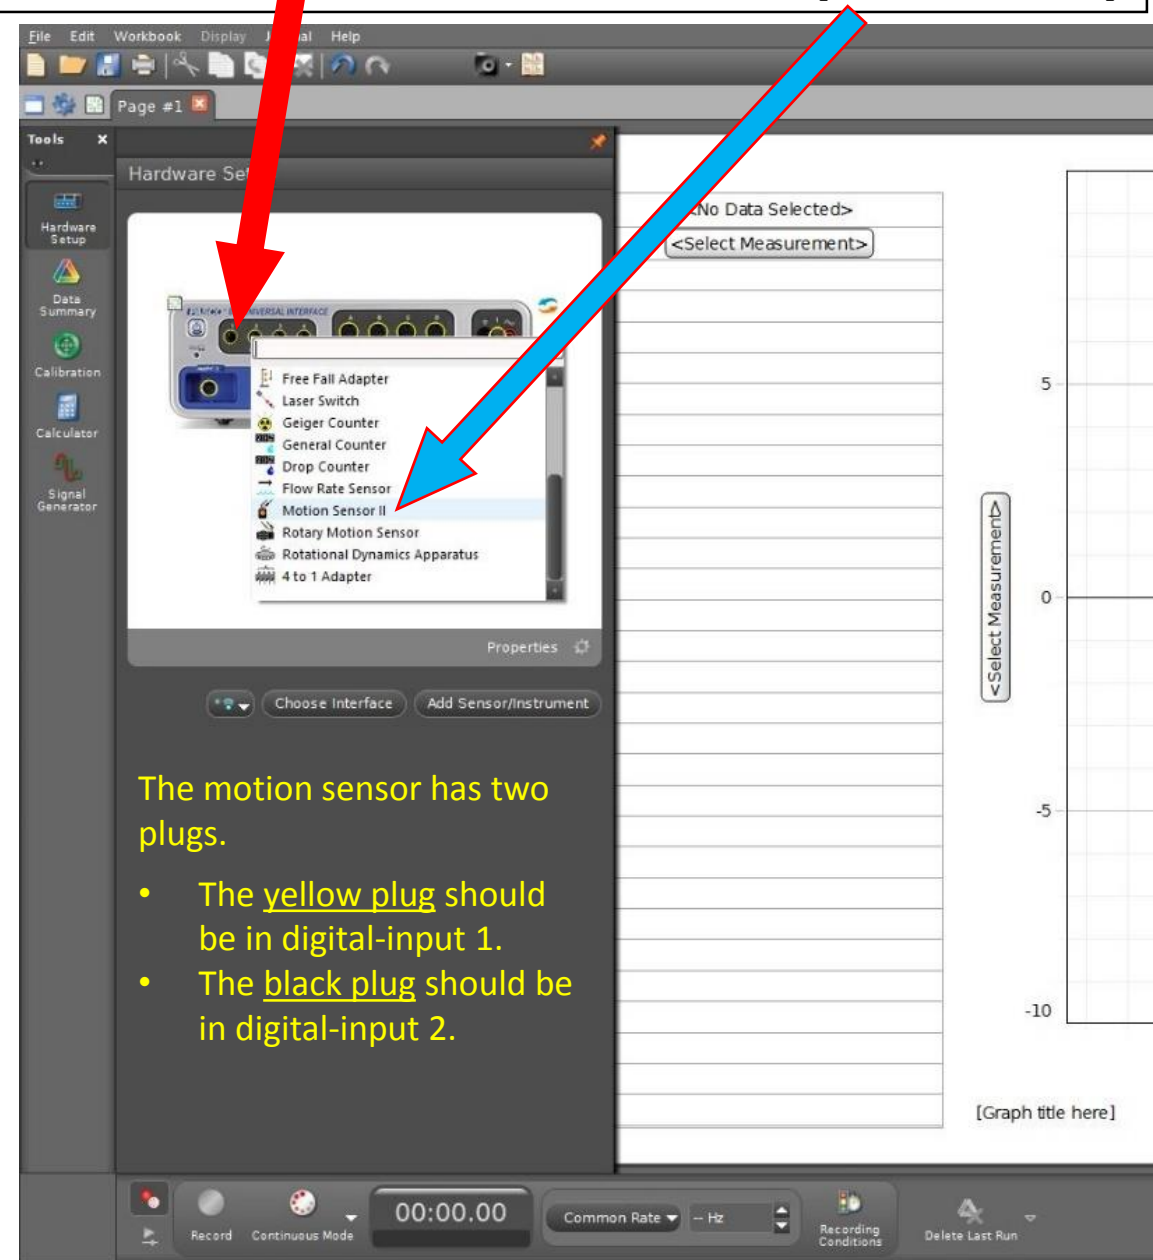 File Edit Workbook Display Help
Page #1
Tools
Hardware
Hardware
Setup
Data
Summary
Calibration
Calculator
Signal
Generator
<No Data Selected>
<Select Measurement>
UNIVERSAL INTERFACE
Free Fall Adapter
Laser Switch
Geiger Counter
General Counter
Drop Counter
Flow Rate Sensor
Motion Sensor II
Rotary Motion Sensor
Rotational Dynamics Apparatus
4 to 1 Adapter
Properties
Choose Interface
Add Sensor/Instrument
The motion sensor has two
plugs.
• The yellow plug should
be in digital-input 1.
• The black plug should be
in digital-input 2.
5
0
-5
-10
<Select Measurement>
[Graph title here]
Record
Continuous Mode
00:00.00
Common Rate
-- Hz
Recording
Conditions
Delete Last Run